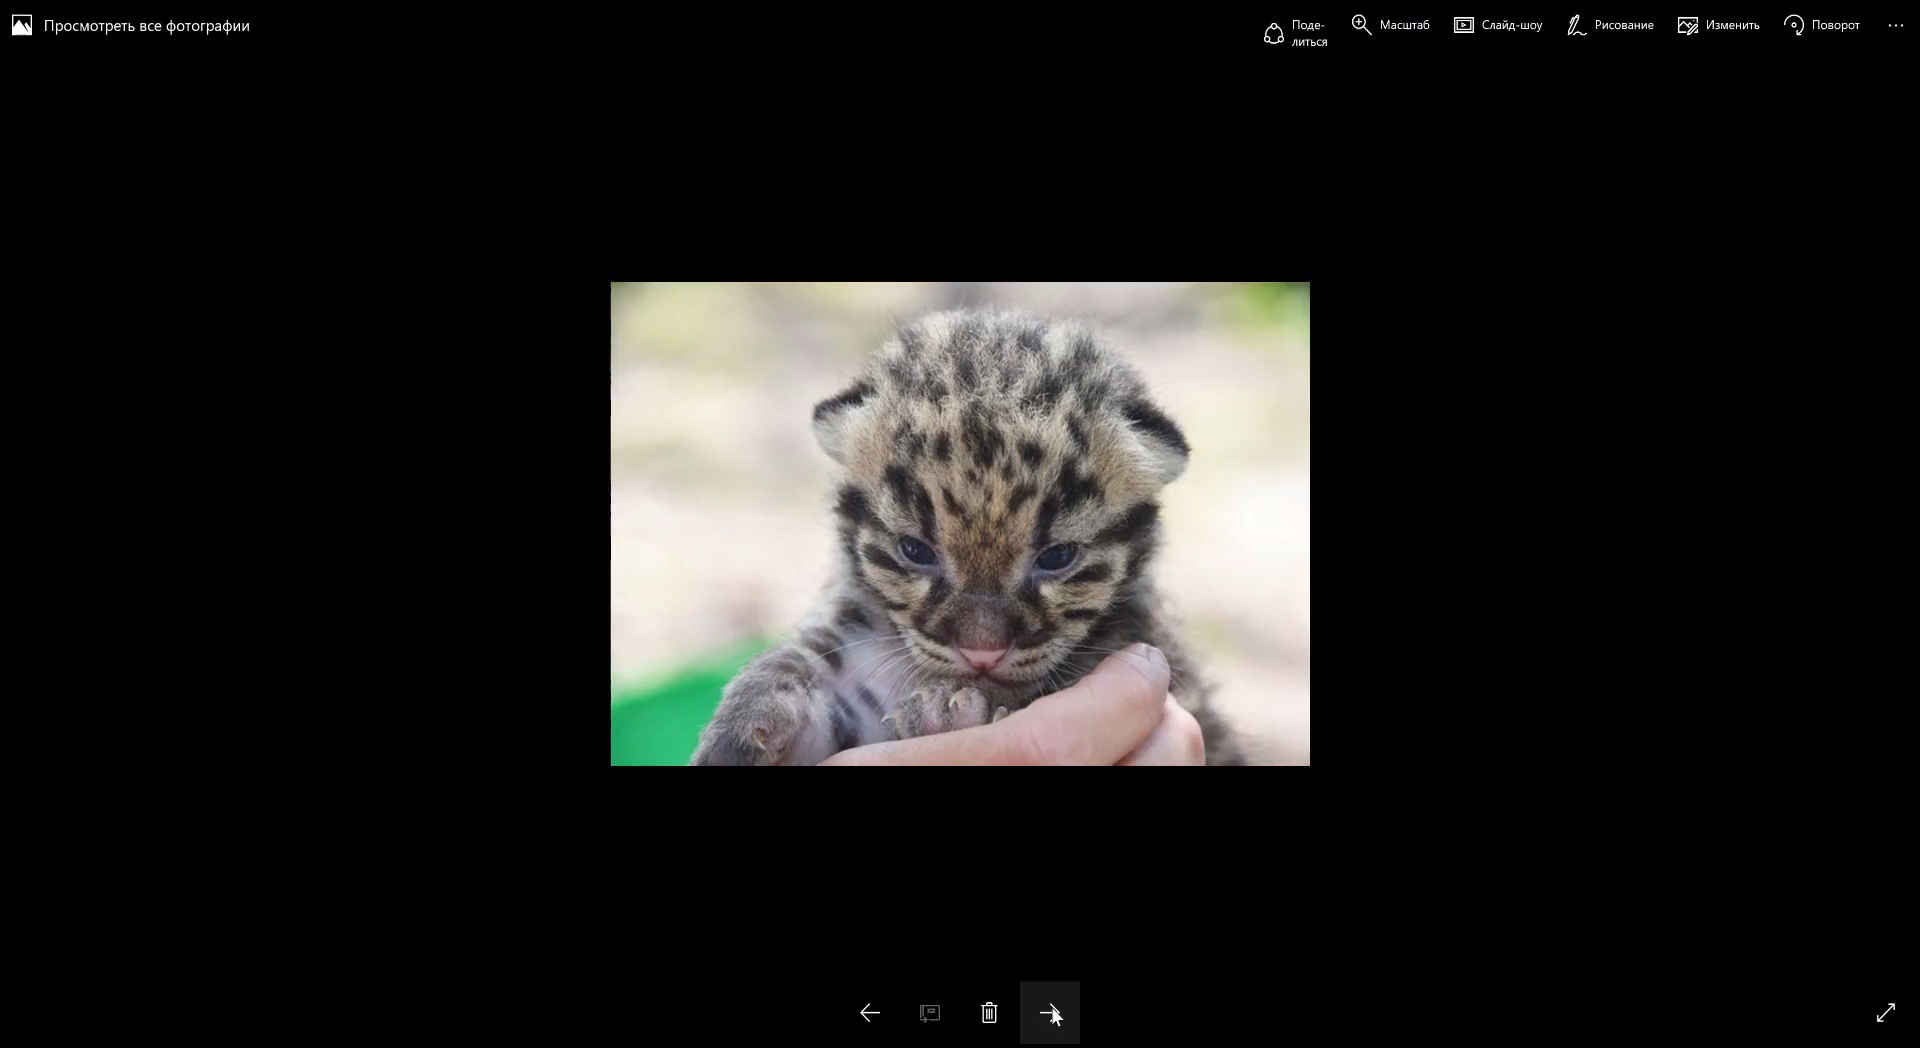 Просмотреть все фотографии
Поде-
литься
Масштаб
Слайд-шоу
Рисование
Изменить
Поворот